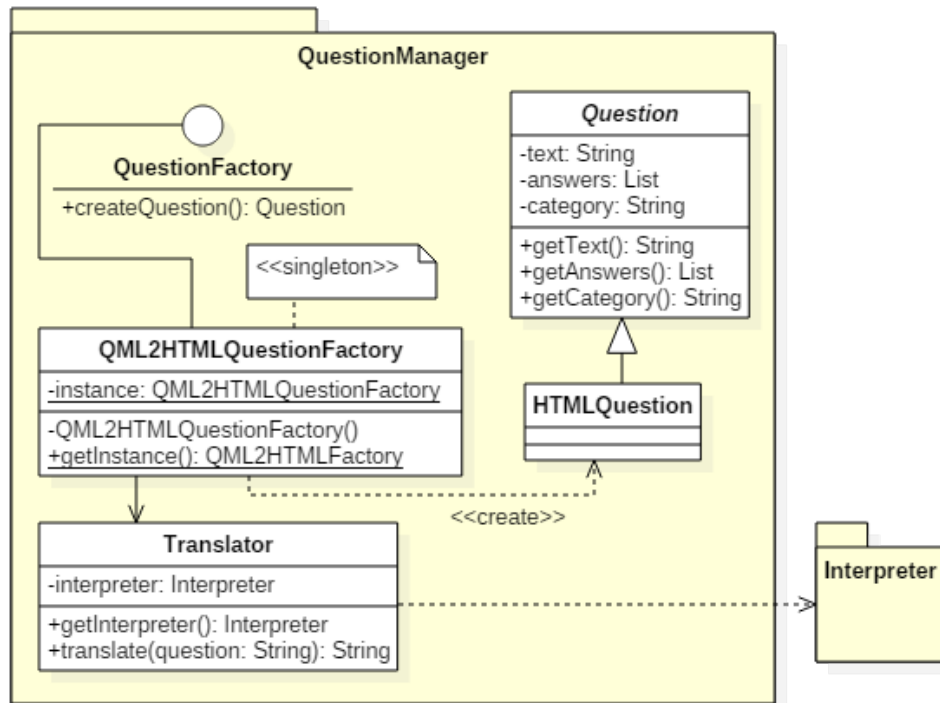 QuestionManager
QuestionFactory
+createQuestion(): Question
<<singleton>>
Question
-text: String
-answers: List
-category: String
+getText(): String
+getAnswers(): List
+getCategory(): String
QML2HTMLQuestionFactory
-instance: QML2HTMLQuestionFactory
-QML2HTMLQuestionFactory()
+getInstance(): QML2HTMLFactory
HTMLQuestion
<<create>>
Translator
-interpreter: Interpreter
+getInterpreter(): Interpreter
+translate(question: String): String
Interpreter